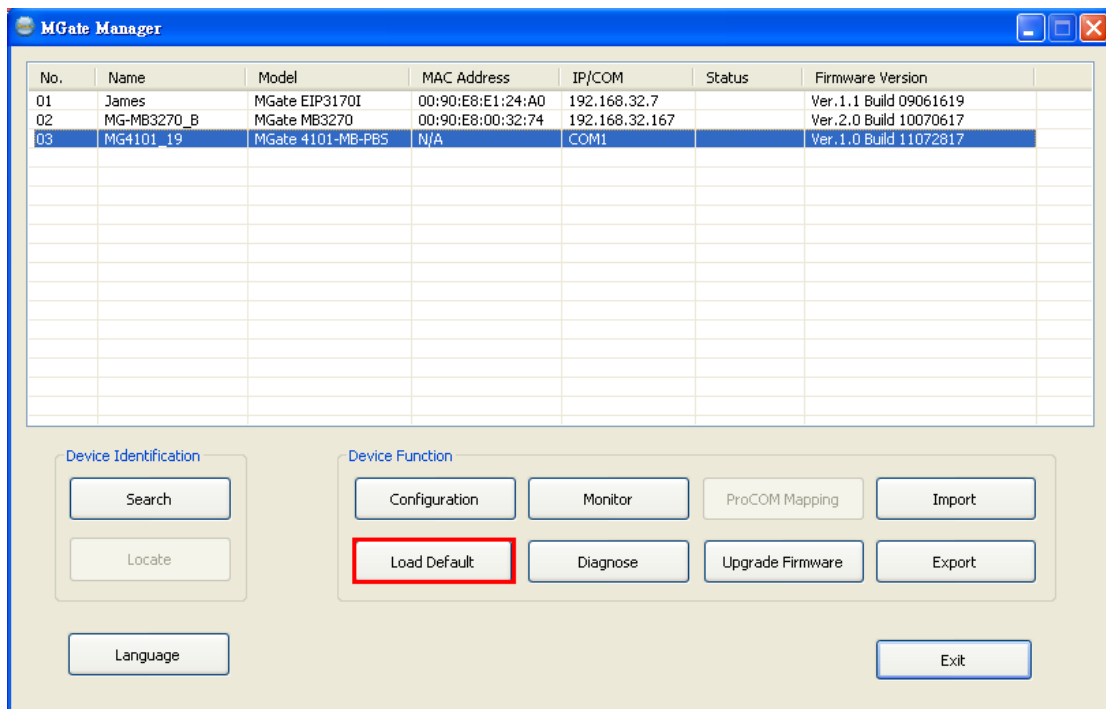 MGate Manager
No. Name Model MAC Address IP/COM Status Firmware Version
01 James MGate EIP3170I 00:90:E8:E1:24:A0 192.168.32.7 Ver.1.1 Build 09061619
02 MG-MB3270_B MGate MB3270 00:90:E8:00:32:74 192.168.32.167 Ver.2.0 Build 10070617
03 MG4101_19 MGate 4101-MB-PBS N/A COM1 Ver.1.0 Build 11072817
Device Identification
Search
Locate
Device Function
Configuration Monitor ProCOM Mapping Import
Load Default Diagnose Upgrade Firmware Export
Language
Exit